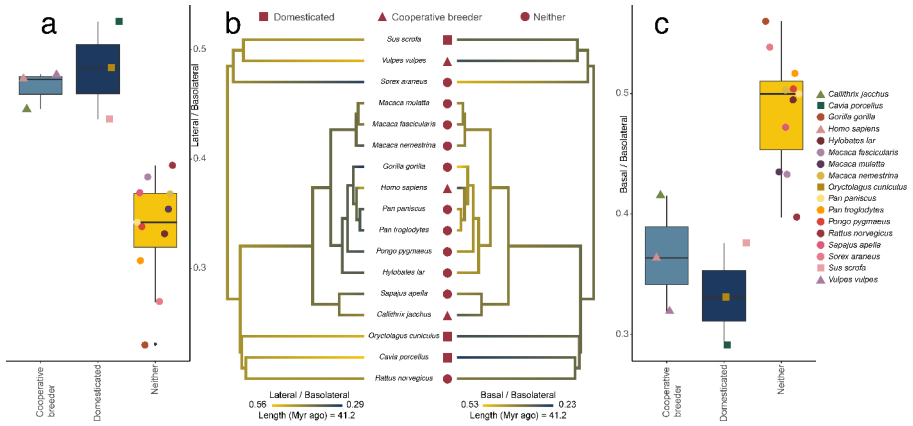 a
0.5
0.4
0.3
Lateral / Basolateral
Cooperative
breeder
Domesticated
Neither
b
Domesticated
Cooperative breeder
Neither
Sus scrofa
Vulpes vulpes
Sorex araneus
Macaca mulatta
Macaca fascicularis
Macaca nemestrina
Gorilla gorilla
Homo sapiens
Pan paniscus
Pan troglodytes
Pongo pygmaeus
Hylobates lar
Sapajus apella
Callithrix jacchus
Oryctolagus cuniculus
Cavia porcellus
Rattus norvegicus
Lateral / Basolateral
0.56 0.29
Length (Myr ago) = 41.2
Basal / Basolateral
0.53 0.23
Length (Myr ago) = 41.2
c
Basal / Basolateral
0.5
0.4
0.3
Cooperative
breeder
Domesticated
Neither
Callithrix jacchus
Cavia porcellus
Gorilla gorilla
Homo sapiens
Hylobates lar
Macaca fascicularis
Macaca mulatta
Macaca nemestrina
Oryctolagus cuniculus
Pan paniscus
Pan troglodytes
Pongo pygmaeus
Rattus norvegicus
Sapajus apella
Sorex araneus
Sus scrofa
Vulpes vulpes